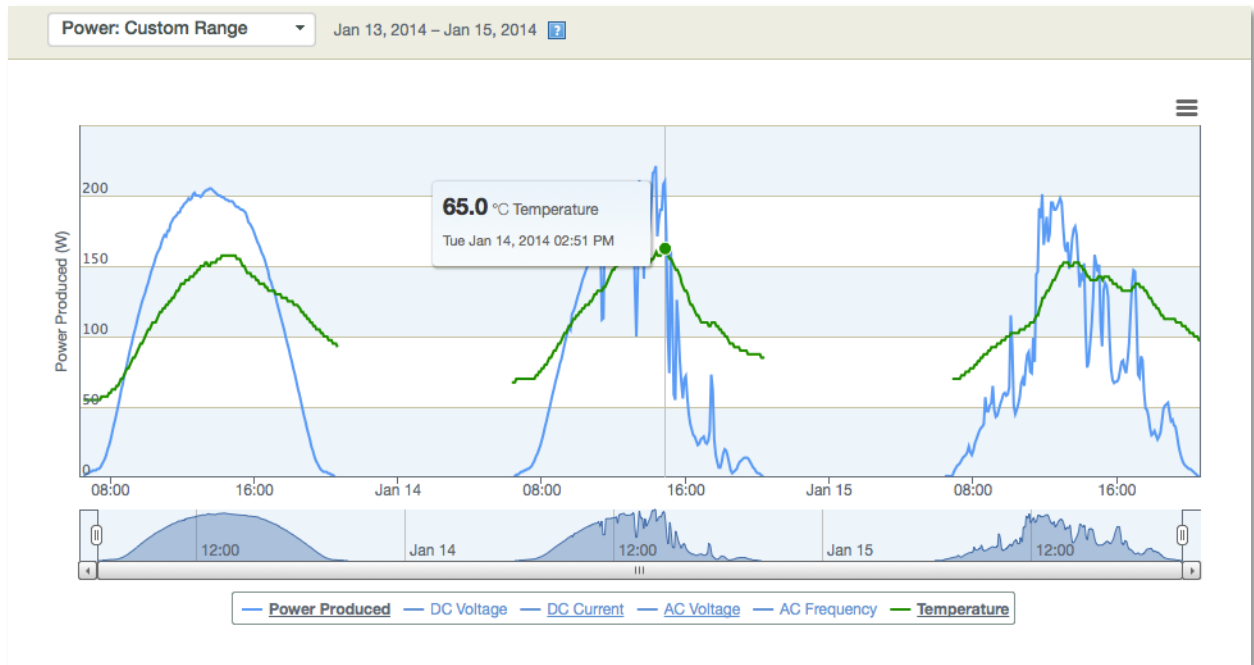 Power: Custom Range
Jan 13, 2014 – Jan 15, 2014 ?
Power Produced (W)
200
150
100
50
0
65.0 °C Temperature
Tue Jan 14, 2014 02:51 PM
08:00 16:00 Jan 14 08:00 16:00 Jan 15 08:00 16:00
12:00 Jan 14 12:00 Jan 15 12:00
Power Produced DC Voltage DC Current AC Voltage AC Frequency Temperature